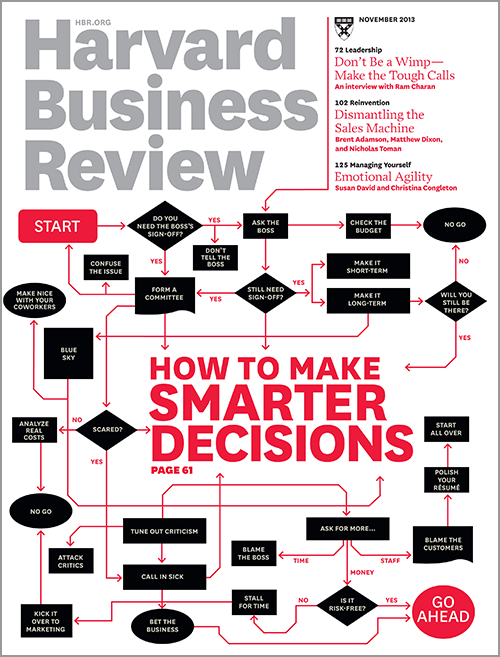 HBR.ORG
Harvard
Business
Review
NOVEMBER 2013
72 Leadership
Don't Be a Wimp—
Make the Tough Calls
An interview with Ram Charan
102 Reinvention
Dismantling the
Sales Machine
Brent Adamson, Matthew Dixon,
and Nicholas Toman
125 Managing Yourself
Emotional Agility
Susan David and Christina Congleton
START
DO YOU
NEED THE BOSS'S
SIGN-OFF?
YES
ASK THE
BOSS
CHECK THE
BUDGET
NO GO
DON'T
TELL THE
BOSS
YES
CONFUSE
THE ISSUE
FORM A
COMMITTEE
YES
STILL NEED
SIGN-OFF?
YES
MAKE IT
SHORT-TERM
MAKE IT
LONG-TERM
NO
WILL YOU
STILL BE
THERE?
YES
MAKE NICE
WITH YOUR
COWORKERS
BLUE
SKY
HOW TO MAKE
SMARTER
DECISIONS
PAGE 61
ANALYZE
REAL
COSTS
NO
SCARED?
YES
START
ALL OVER
POLISH
YOUR
RÉSUMÉ
NO GO
TUNE OUT CRITICISM
ATTACK
CRITICS
CALL IN SICK
ASK FOR MORE...
BLAME
THE BOSS
TIME
STAFF
BLAME THE
CUSTOMERS
MONEY
KICK IT
OVER TO
MARKETING
BET THE
BUSINESS
STALL
FOR TIME
NO
IS IT
RISK-FREE?
YES
GO
AHEAD